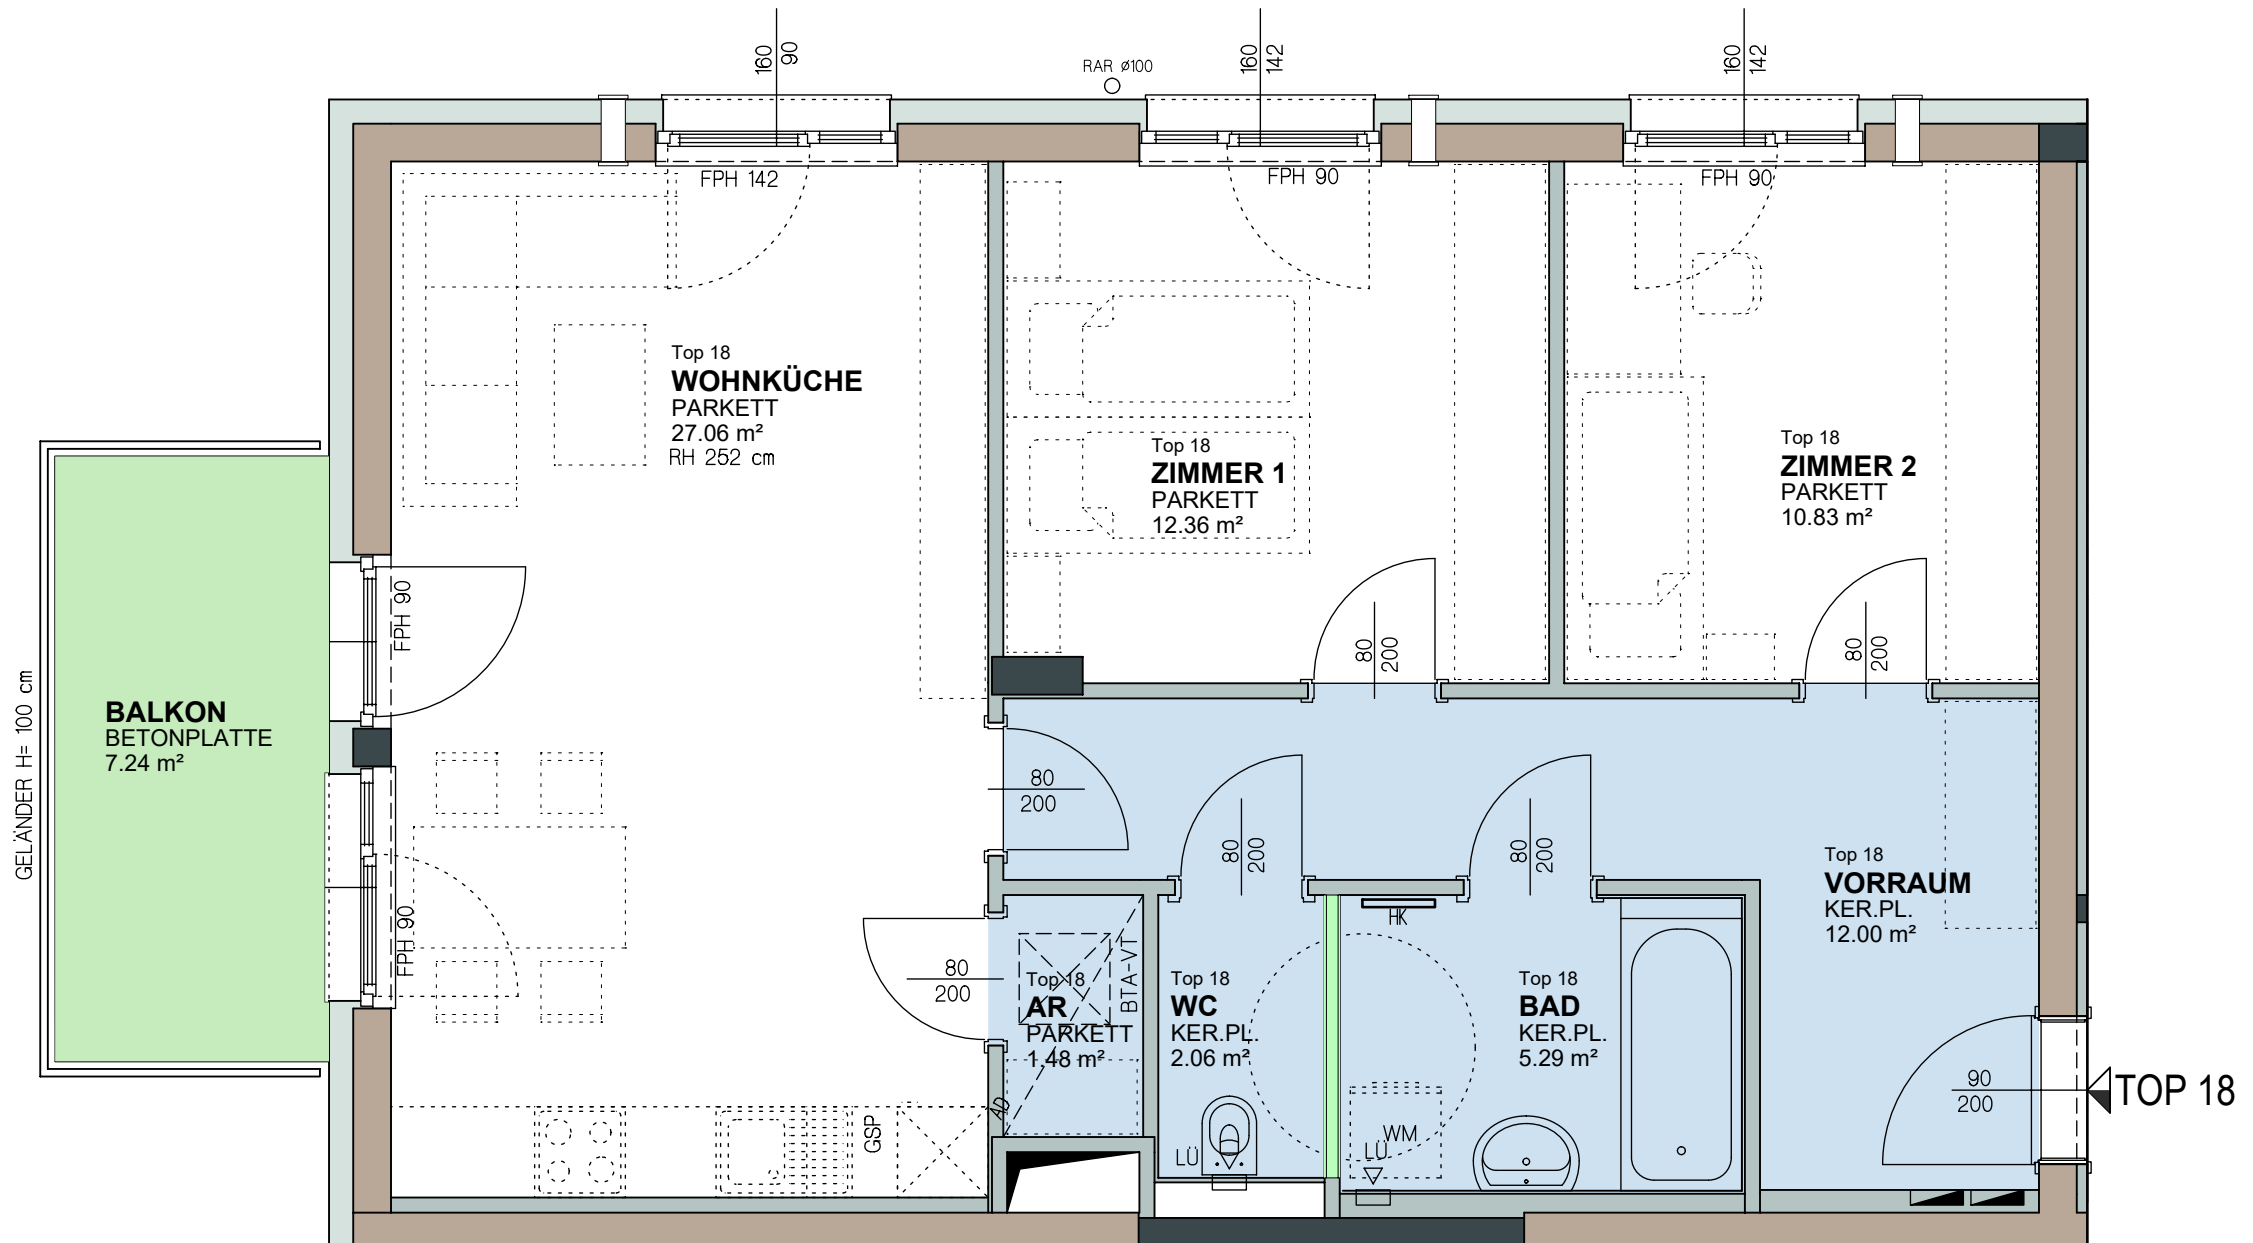 160
90
RAR ø100
160
142
160
142
FPH 142
FPH 90
FPH 90
Top 18
WOHNKÜCHE
PARKETT
27.06 m²
RH 252 cm
Top 18
ZIMMER 1
PARKETT
12.36 m²
Top 18
ZIMMER 2
PARKETT
10.83 m²
FPH 90
80
200
80
200
GELÄNDER H= 100 cm
BALKON
BETONPLATTE
7.24 m²
80
200
80
200
80
200
Top 18
VORRAUM
KER.PL.
12.00 m²
FPH 90
HK
80
200
BTA-VT
Top 18
AR
PARKETT
1.48 m²
Top 18
WC
KER.PL.
2.06 m²
Top 18
BAD
KER.PL.
5.29 m²
90
200
TOP 18
AD
GSP
WM
LÜ
LÜ